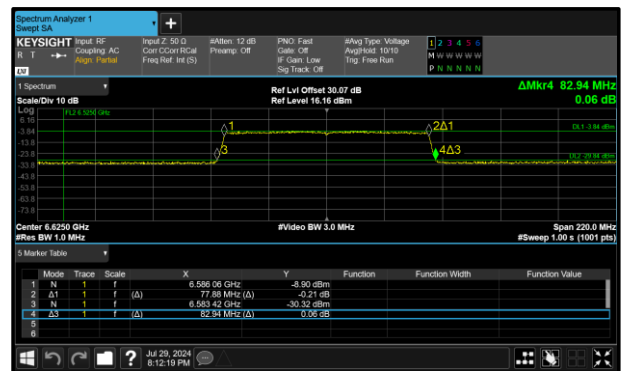 Spectrum Analyzer 1
Swept SA
+
KEYSIGHT Input: RF Input Z: 50 Ω #Atten: 12 dB PNO: Fast #Avg Type: Voltage 1 2 3 4 5 6
R T Coupling: AC Corr CCorr RCal Preamp: Off Gate: Off Avg|Hold: 10/10 M W W W W W
Align: Partial Freq Ref: Int (S) IF Gain: Low Trig: Free Run P N N N N N
LXI Sig Track: Off
1 Spectrum Ref Lvl Offset 30.07 dB ΔMkr4 82.94 MHz
Scale/Div 10 dB Ref Level 16.16 dBm 0.06 dB
Log FL2 6.5250 GHz
6.16
-3.84 1 2Δ1 DL1 -3.84 dBm
-13.8
-23.8 3 4Δ3 DL2 -29.84 dBm
-33.8
-43.8
-53.8
-63.8
-73.8
Center 6.6250 GHz #Video BW 3.0 MHz Span 220.0 MHz
#Res BW 1.0 MHz #Sweep 1.00 s (1001 pts)
5 Marker Table
Mode Trace Scale X Y Function Function Width Function Value
1 N 1 f 6.586 06 GHz -8.90 dBm
2 Δ1 1 f (Δ) 77.88 MHz (Δ) -0.21 dB
3 N 1 f 6.583 42 GHz -30.32 dBm
4 Δ3 1 f (Δ) 82.94 MHz (Δ) 0.06 dB
5
6
? Jul 29, 2024
8:12:19 PM